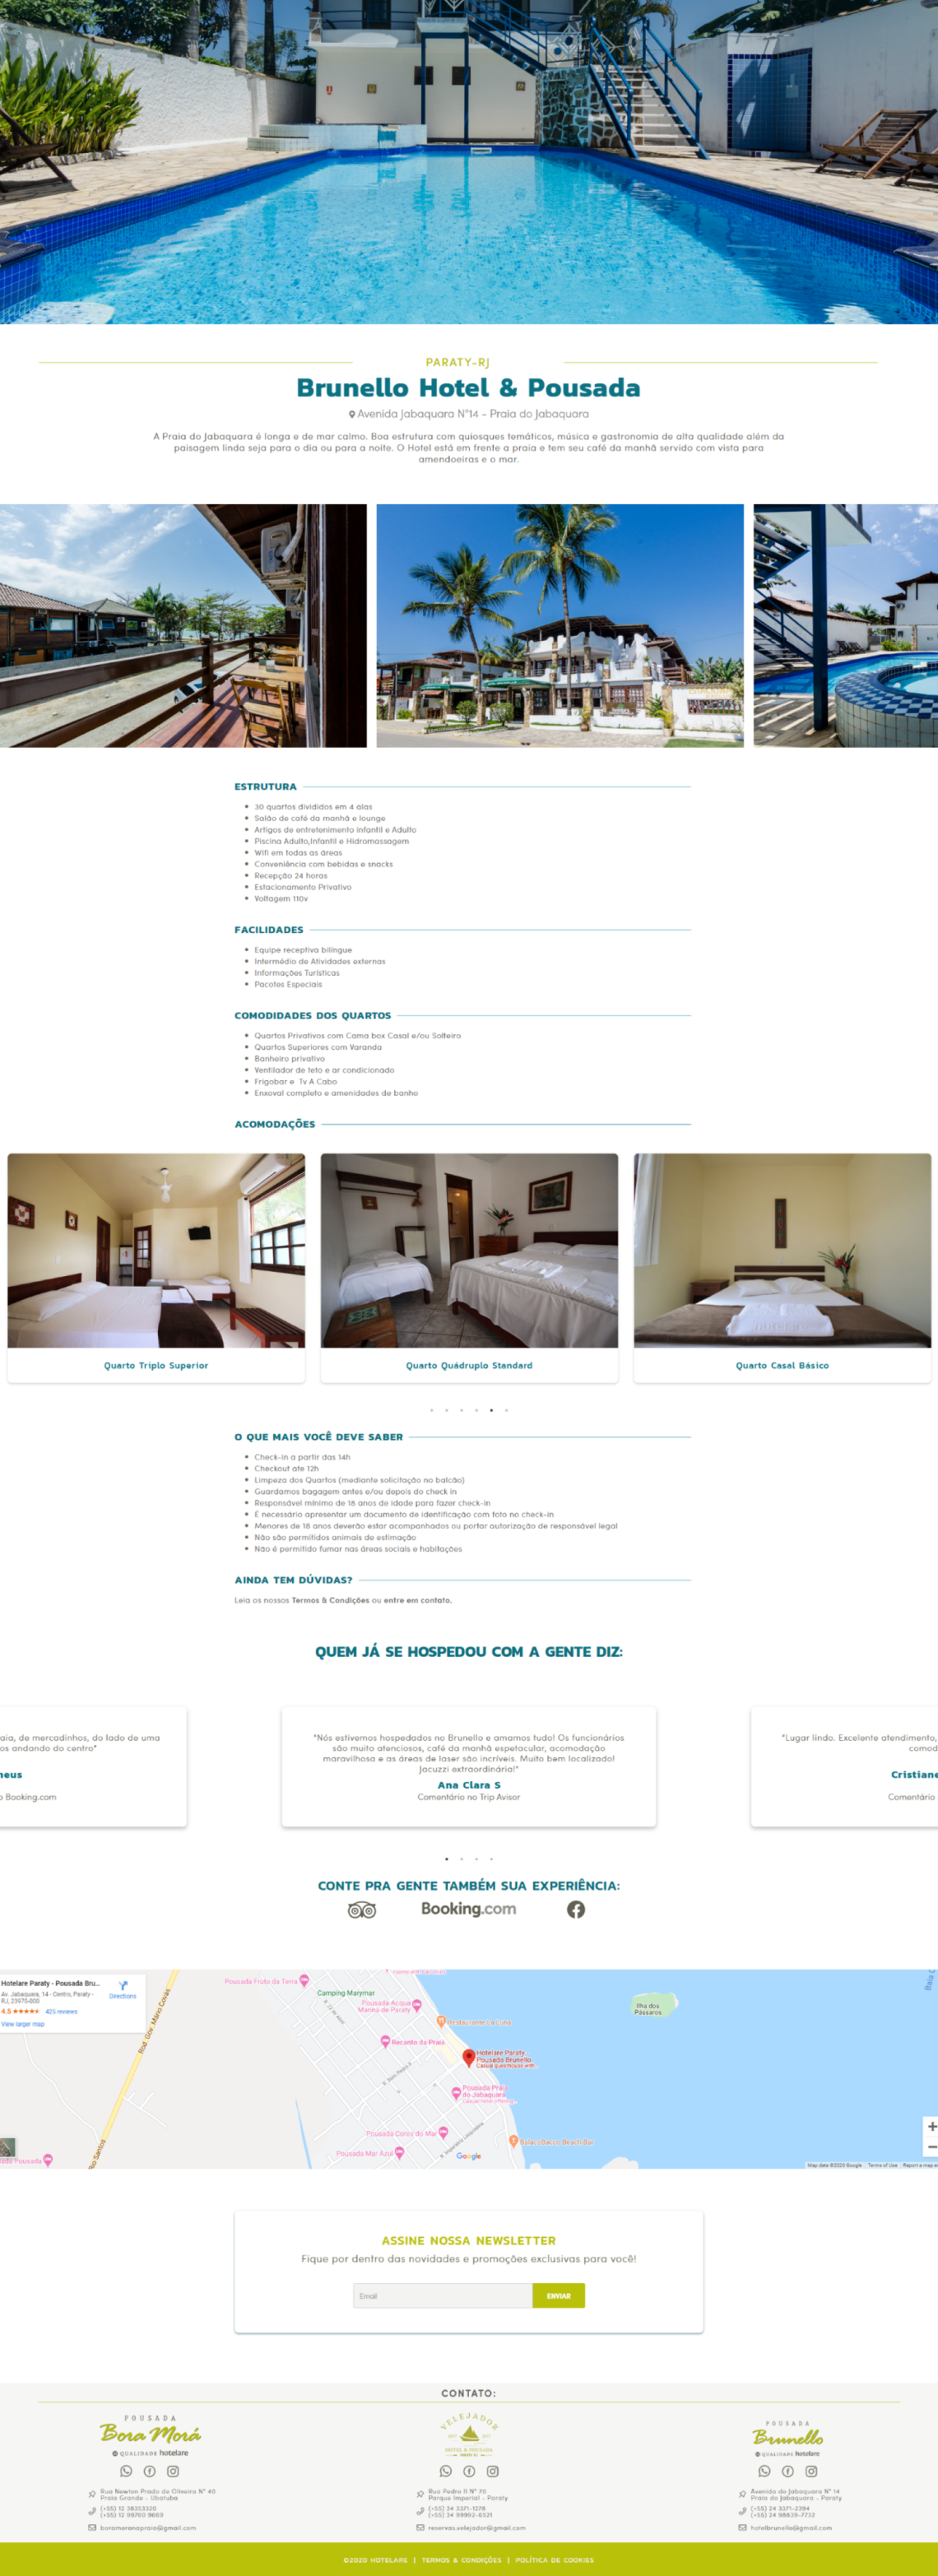 PARATY-RJ
Brunello Hotel & Pousada
Avenida Jabaquara N°14 - Praia do Jabaquara
A Praia do Jabaquara é longa e de mar calmo. Boa estrutura com quiosques temáticos, música e gastronomia de alta qualidade além da
paisagem linda seja para o dia ou para a noite. O Hotel está em frente a praia e tem seu café da manhã servido com vista para
amendoeiras e o mar.
ESTRUTURA
30 quartos divididos em 4 alas
Salão de café da manhã e lounge
Artigos de entretenimento infantil e Adulto
Piscina Adulto,Infantil e Hidromassagem
Wifi em todas as áreas
Conveniência com bebidas e snacks
Recepção 24 horas
Estacionamento Privativo
Voltagem 110v
FACILIDADES
Equipe receptiva bilíngue
Intermédio de Atividades externas
Informações Turísticas
Pacotes Especiais
COMODIDADES DOS QUARTOS
Quartos Privativos com Cama box Casal e/ou Solteiro
Quartos Superiores com Varanda
Banheiro privativo
Ventilador de teto e ar condicionado
Frigobar e Tv A Cabo
Enxoval completo e amenidades de banho
ACOMODAÇÕES
Quarto Triplo Superior
Quarto Quádruplo Standard
Quarto Casal Básico
O QUE MAIS VOCÊ DEVE SABER
Check-in a partir das 14h
Checkout ate 12h
Limpeza dos Quartos (mediante solicitação no balcão)
Guardamos bagagem antes e/ou depois do check in
Responsável mínimo de 18 anos de idade para fazer check-in
É necessário apresentar um documento de identificação com foto no check-in
Menores de 18 anos deverão estar acompanhados ou portar autorização de responsável legal
Não são permitidos animais de estimação
Não é permitido fumar nas áreas sociais e habitações
AINDA TEM DÚVIDAS?
Leia os nossos Termos & Condições ou entre em contato.
QUEM JÁ SE HOSPEDOU COM A GENTE DIZ:
aia, de mercadinhos, do lado de uma
os andando do centro"
heus
o Booking.com
"Nós estivemos hospedados no Brunello e amamos tudo! Os funcionários
são muito atenciosos, café da manhã espetacular, acomodação
maravilhosa e as áreas de laser são incríveis. Muito bem localizado!
Jacuzzi extraordinária!"
Ana Clara S
Comentário no Trip Avisor
"Lugar lindo. Excelente atendimento,
comod
Cristiane
Comentário
CONTE PRA GENTE TAMBÉM SUA EXPERIÊNCIA:
Booking.com
Hotelare Paraty - Pousada Bru...
Av. Jabaquara, 14 - Centro, Paraty -
RJ, 23970-000
Directions
4.5 425 reviews
View larger map
Rod. Gov. Mário Covas
Pousada Fruto da Terra
Camping Marymar
Pousada Acqua
Marina de Paraty
Restaurante La Luna
Recanto da Praia
Hotelare Paraty
Pousada Brunello
Pousada Praia
do Jabaquara
Pousada Cores do Mar
Pousada Mar Azul
Ilha dos
Pássaros
Google
Map data ©2020 Google
Terms of Use
ASSINE NOSSA NEWSLETTER
Fique por dentro das novidades e promoções exclusivas para você!
Email
ENVIAR
CONTATO:
POUSADA
Bora Morá
QUALIDADE hotelare
Rua Newton Prado de Oliveira N° 40
Praia Grande - Ubatuba
(+55) 12 38353320
(+55) 12 99760 9669
boramoranapraia@gmail.com
VELEJADOR
HOTEL & POUSADA
Rua Pedro II N° 70
Parque Imperial - Paraty
(+55) 24 3371-1278
(+55) 24 99992-6521
reservas.velejador@gmail.com
POUSADA
Brunello
QUALIDADE hotelare
Avenida do Jabaquara N° 14
Praia do Jabaquara - Paraty
(+55) 24 3371-2394
(+55) 24 98839-7732
hotelbrunello@gmail.com
©2020 HOTELARE | TERMOS & CONDIÇÕES | POLÍTICA DE COOKIES